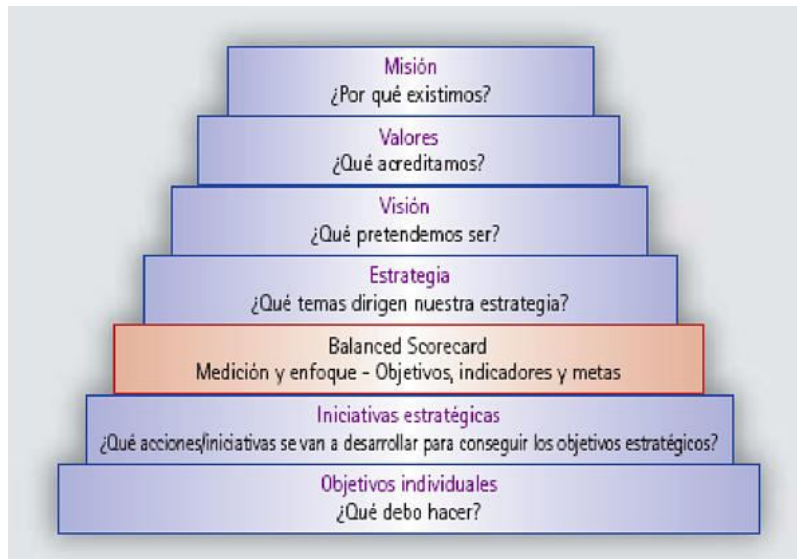 Misión
¿Por qué existimos?
Valores
¿Qué acreditamos?
Visión
¿Qué pretendemos ser?
Estrategia
¿Qué temas dirigen nuestra estrategia?
Balanced Scorecard
Medición y enfoque - Objetivos, indicadores y metas
Iniciativas estratégicas
¿Qué acciones/iniciativas se van a desarrollar para conseguir los objetivos estratégicos?
Objetivos individuales
¿Qué debo hacer?